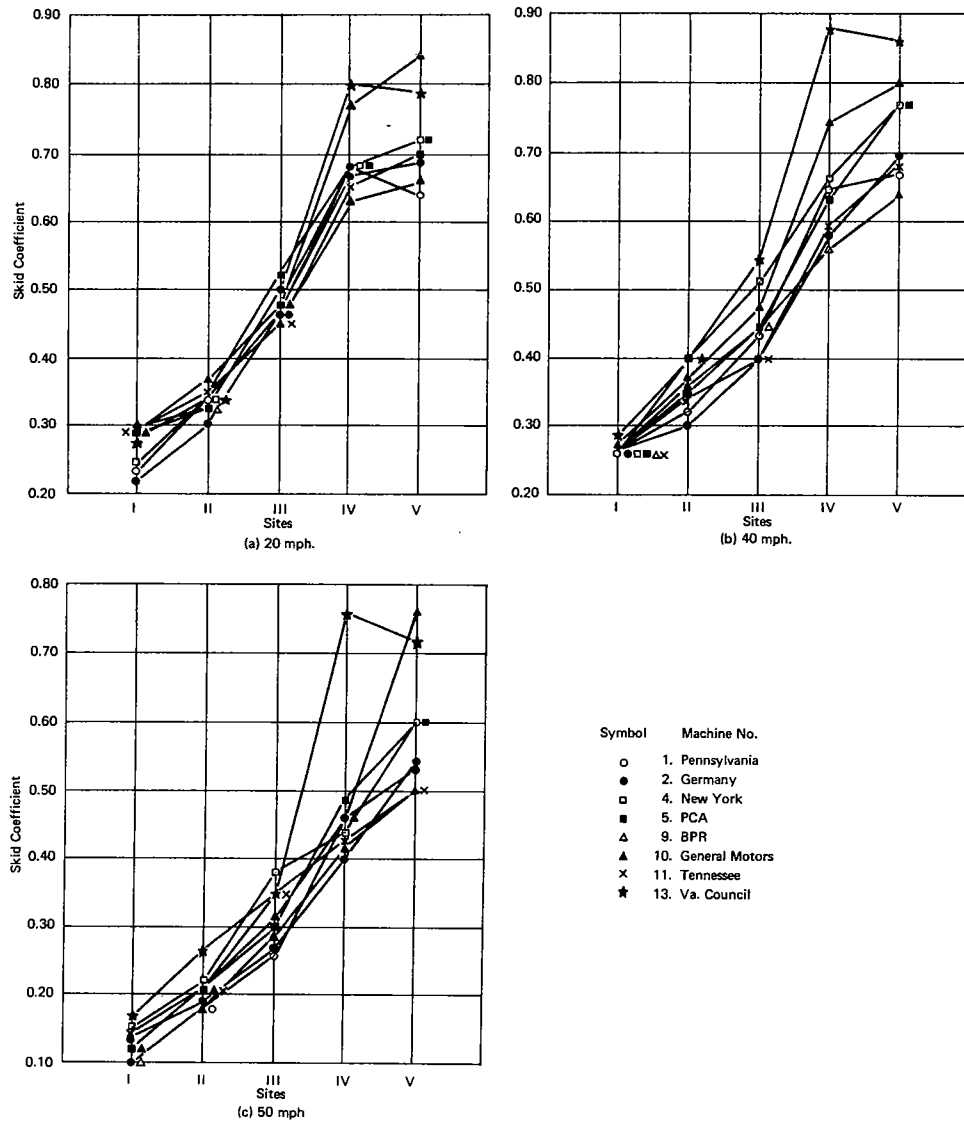 0.90
0.80
0.70
0.60
0.50
0.40
0.30
0.20
Skid Coefficient
I II III IV V
Sites
(a) 20 mph.
0.90
0.80
0.70
0.60
0.50
0.40
0.30
0.20
I II III IV V
Sites
(b) 40 mph.
0.80
0.70
0.60
0.50
0.40
0.30
0.20
0.10
Skid Coefficient
I II III IV V
Sites
(c) 50 mph
Symbol Machine No.
1. Pennsylvania
2. Germany
4. New York
5. PCA
9. BPR
10. General Motors
11. Tennessee
13. Va. Council